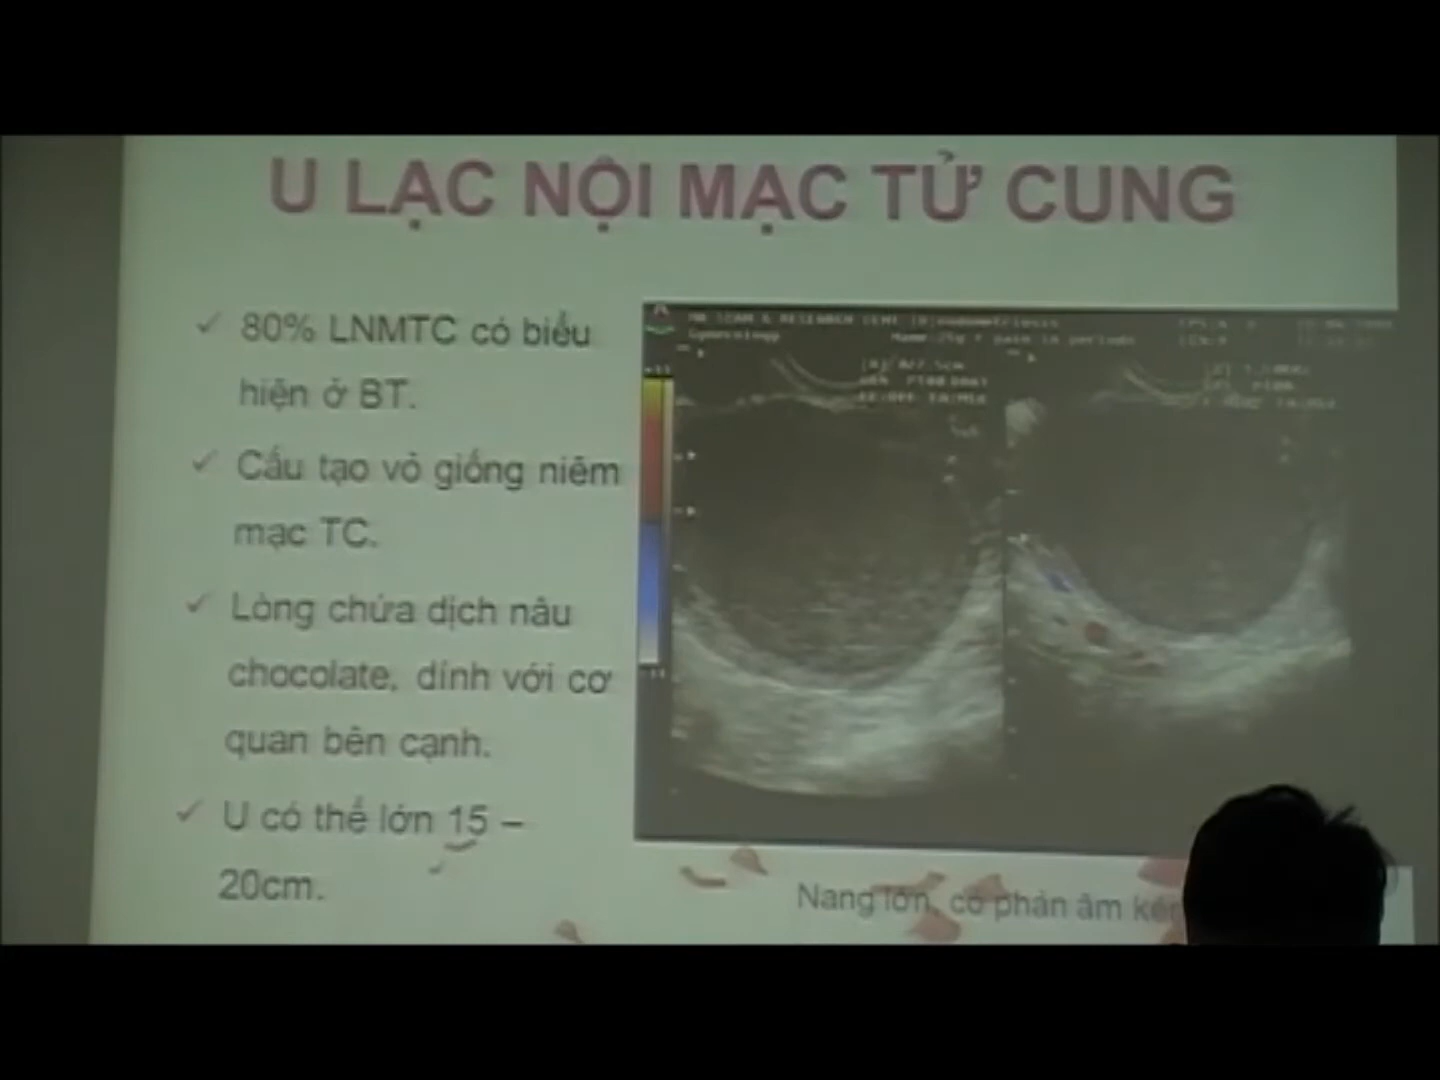 U LẠC NỘI MẠC TỬ CUNG
80% LNMTC có biểu
hiện ở BT.
Cấu tạo vỏ giống niêm
mạc TC.
Lòng chứa dịch nâu
chocolate, dính với cơ
quan bên cạnh.
U có thể lớn 15 –
20cm.
Gynecology
Nang lớn, có phản âm